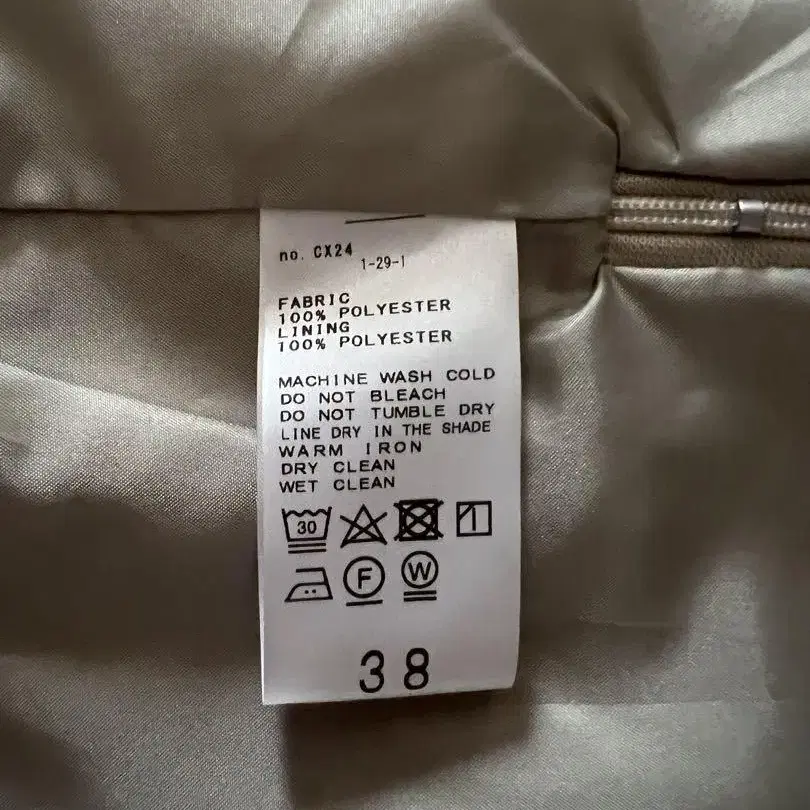 no. CX24
1-29-1
FABRIC
100% POLYESTER
LINING
100% POLYESTER
MACHINE WASH COLD
DO NOT BLEACH
DO NOT TUMBLE DRY
LINE DRY IN THE SHADE
WARM IRON
DRY CLEAN
WET CLEAN
30
F W
38